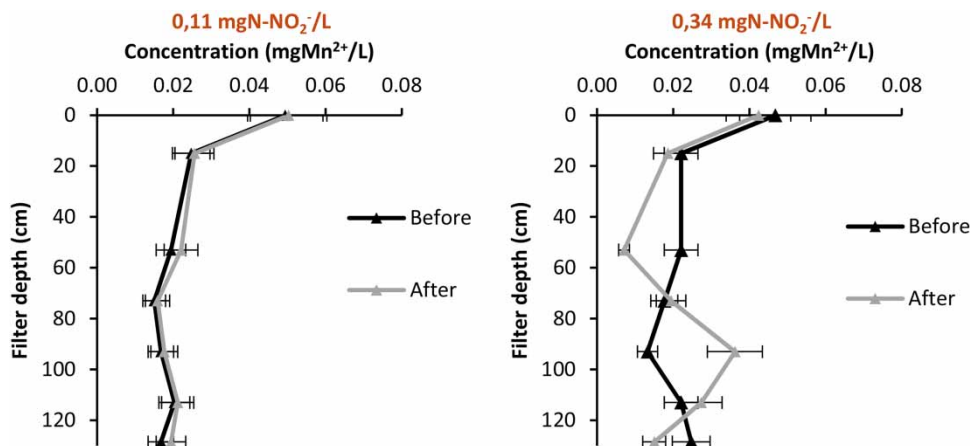 0,11 mgN-NO₂⁻/L
Concentration (mgMn²⁺/L)
0.00 0.02 0.04 0.06 0.08
0
20
40
60
80
100
120
Filter depth (cm)
Before
After
0,34 mgN-NO₂⁻/L
Concentration (mgMn²⁺/L)
0.00 0.02 0.04 0.06 0.08
0
20
40
60
80
100
120
Filter depth (cm)
Before
After